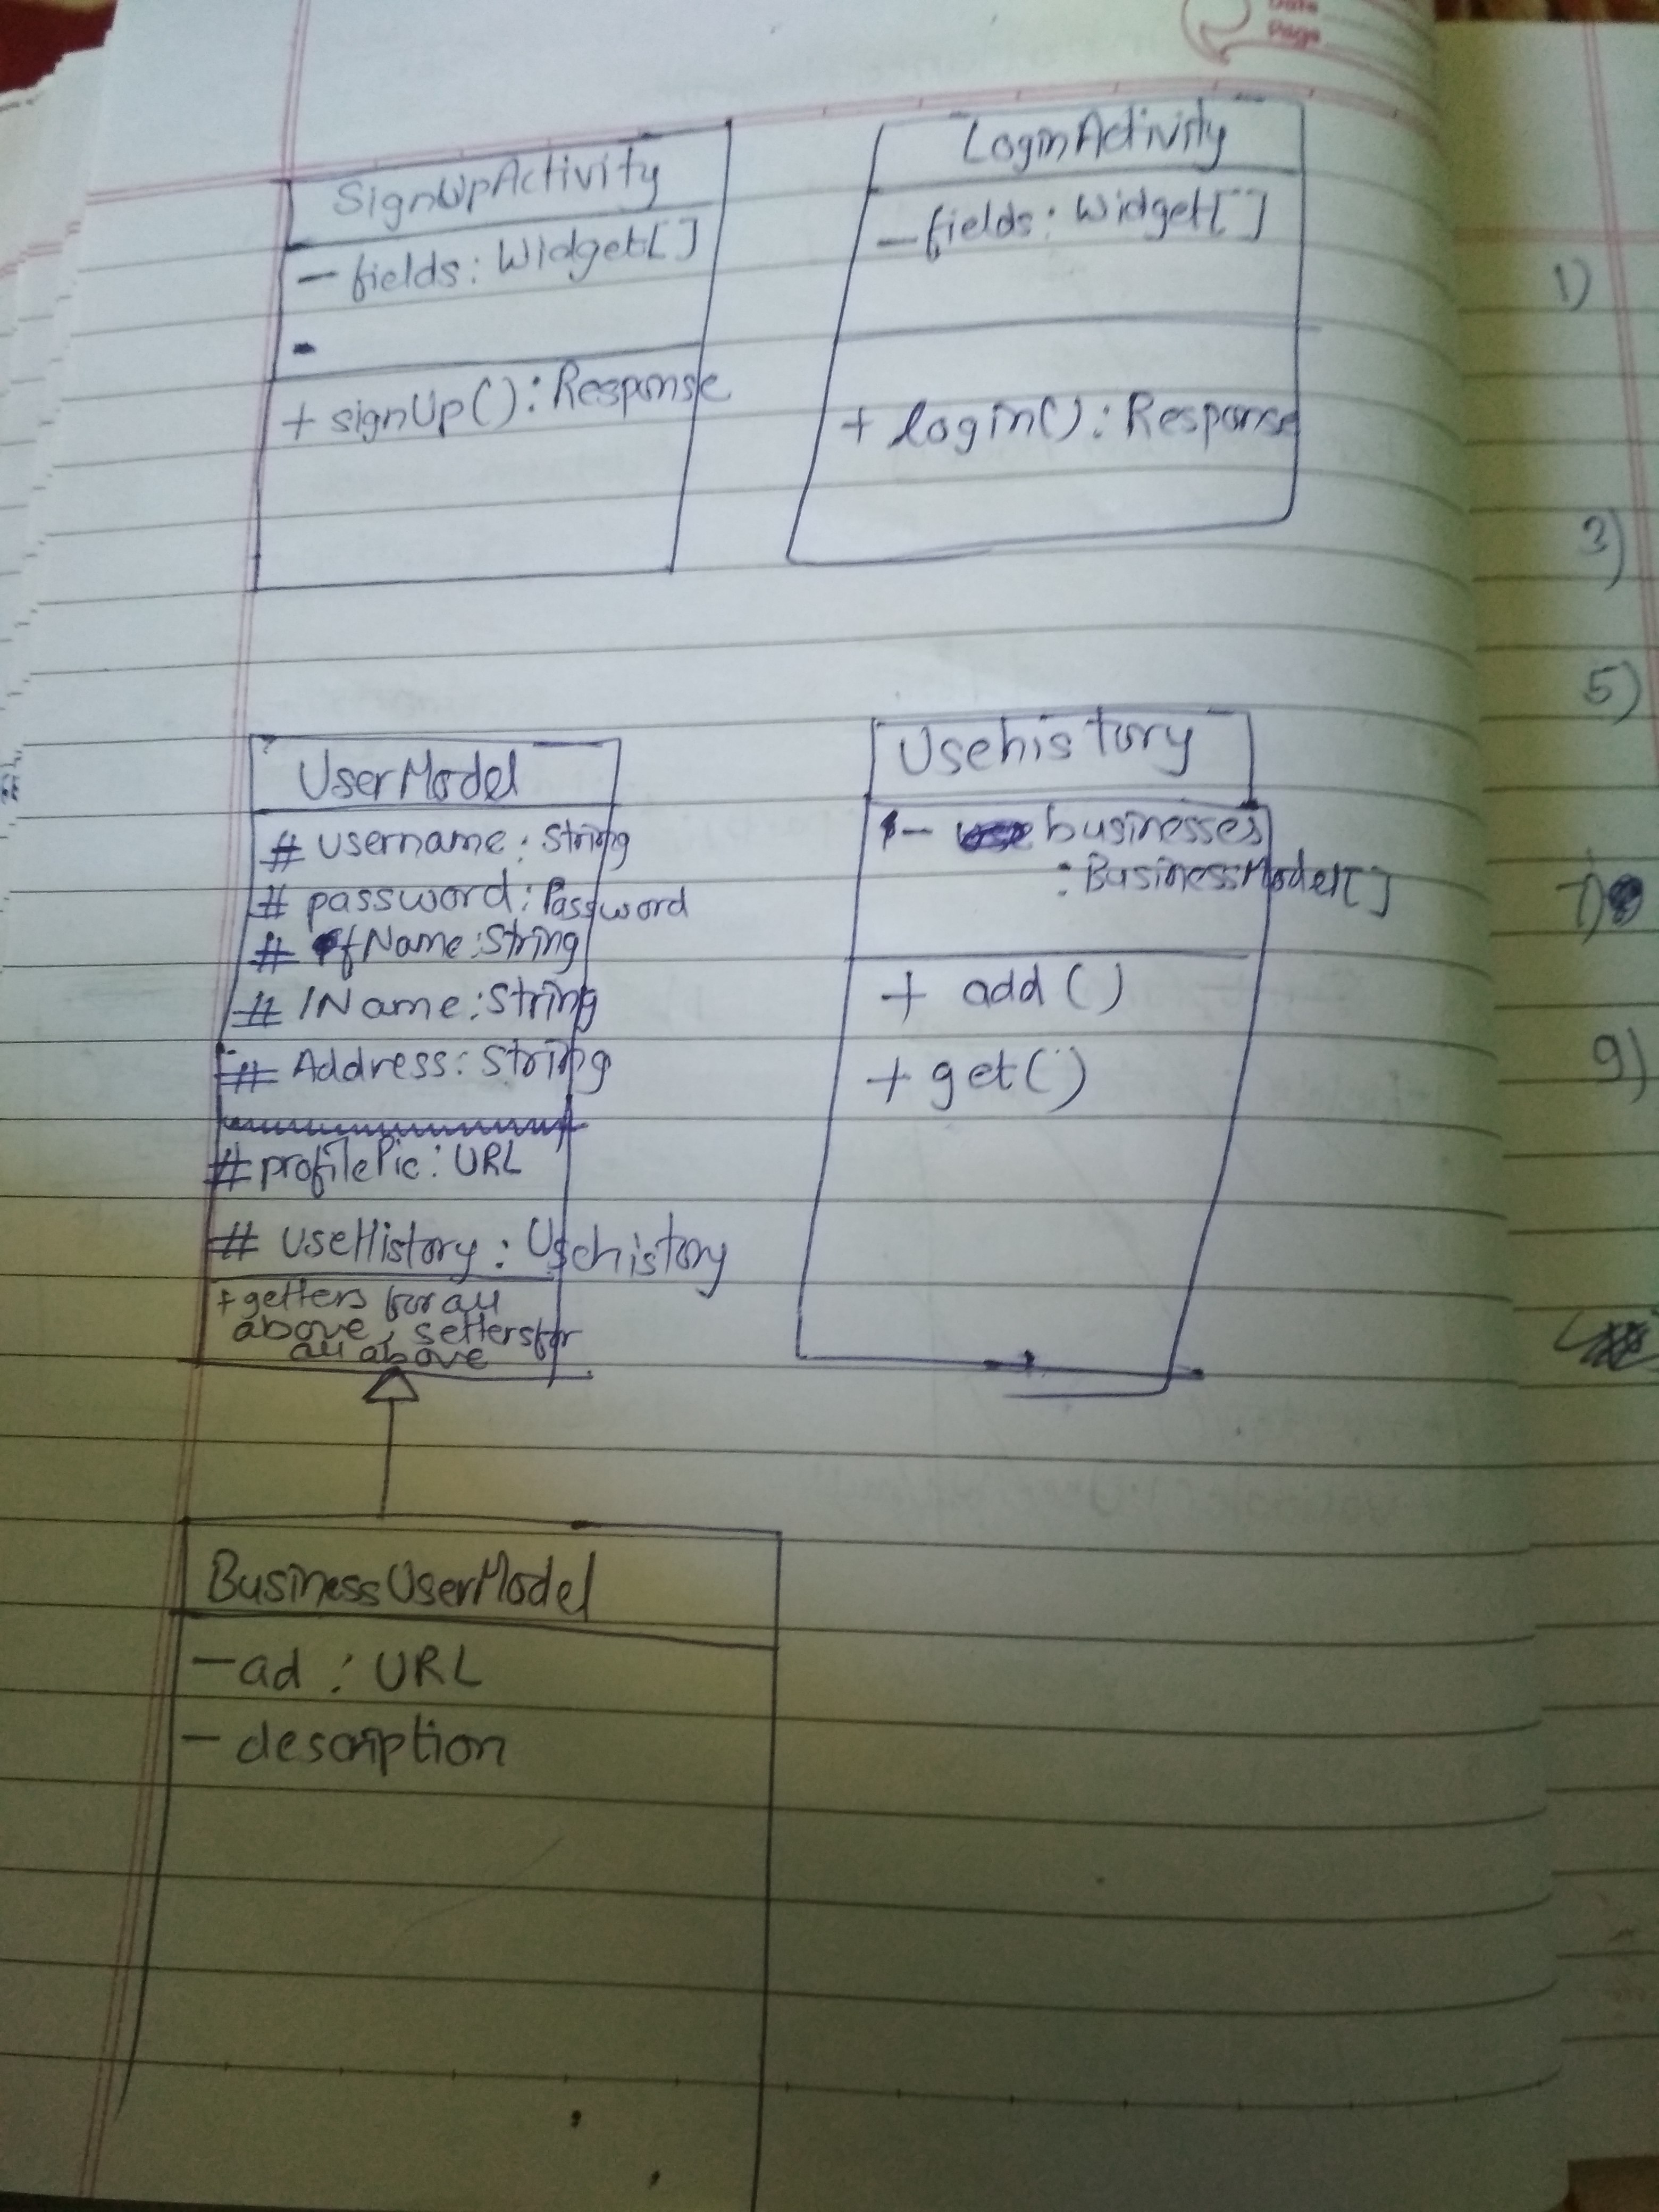 Date
Page
SignUpActivity
- fields: Widget[]
-
+ signUp(): Response
LoginActivity
- fields: Widget[]
+ login(): Response
UserModel
# username: String
# password: Password
# fName: String
# lName: String
# Address: String
# profilePic: URL
# useHistory: Usehistory
+ getters for all
above, setters for
all above
Usehistory
- businesses
: BusinessModel[]
+ add()
+ get()
BusinessUserModel
- ad: URL
- description
1)
3)
5)
7)
9)